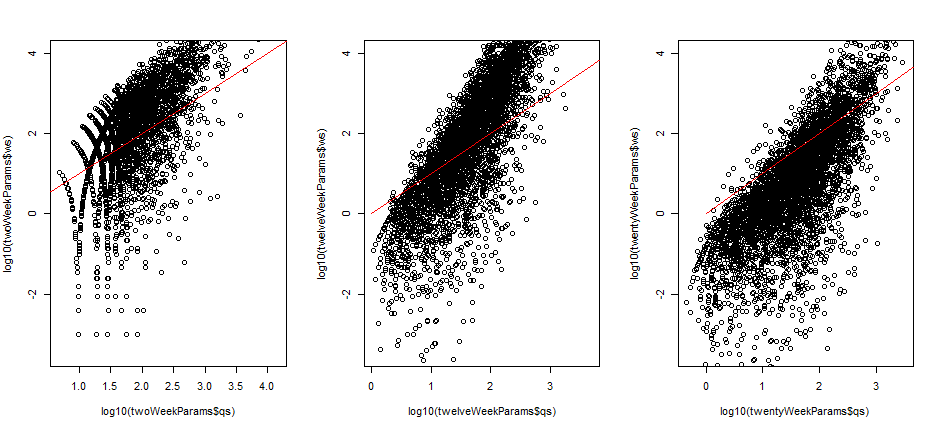 log10(twoWeekParams$ws)
4
2
0
-2
1.0 1.5 2.0 2.5 3.0 3.5 4.0
log10(twoWeekParams$qs)
log10(twelveWeekParams$ws)
4
2
0
-2
0 1 2 3
log10(twelveWeekParams$qs)
log10(twentyWeekParams$ws)
4
2
0
-2
0 1 2 3
log10(twentyWeekParams$qs)